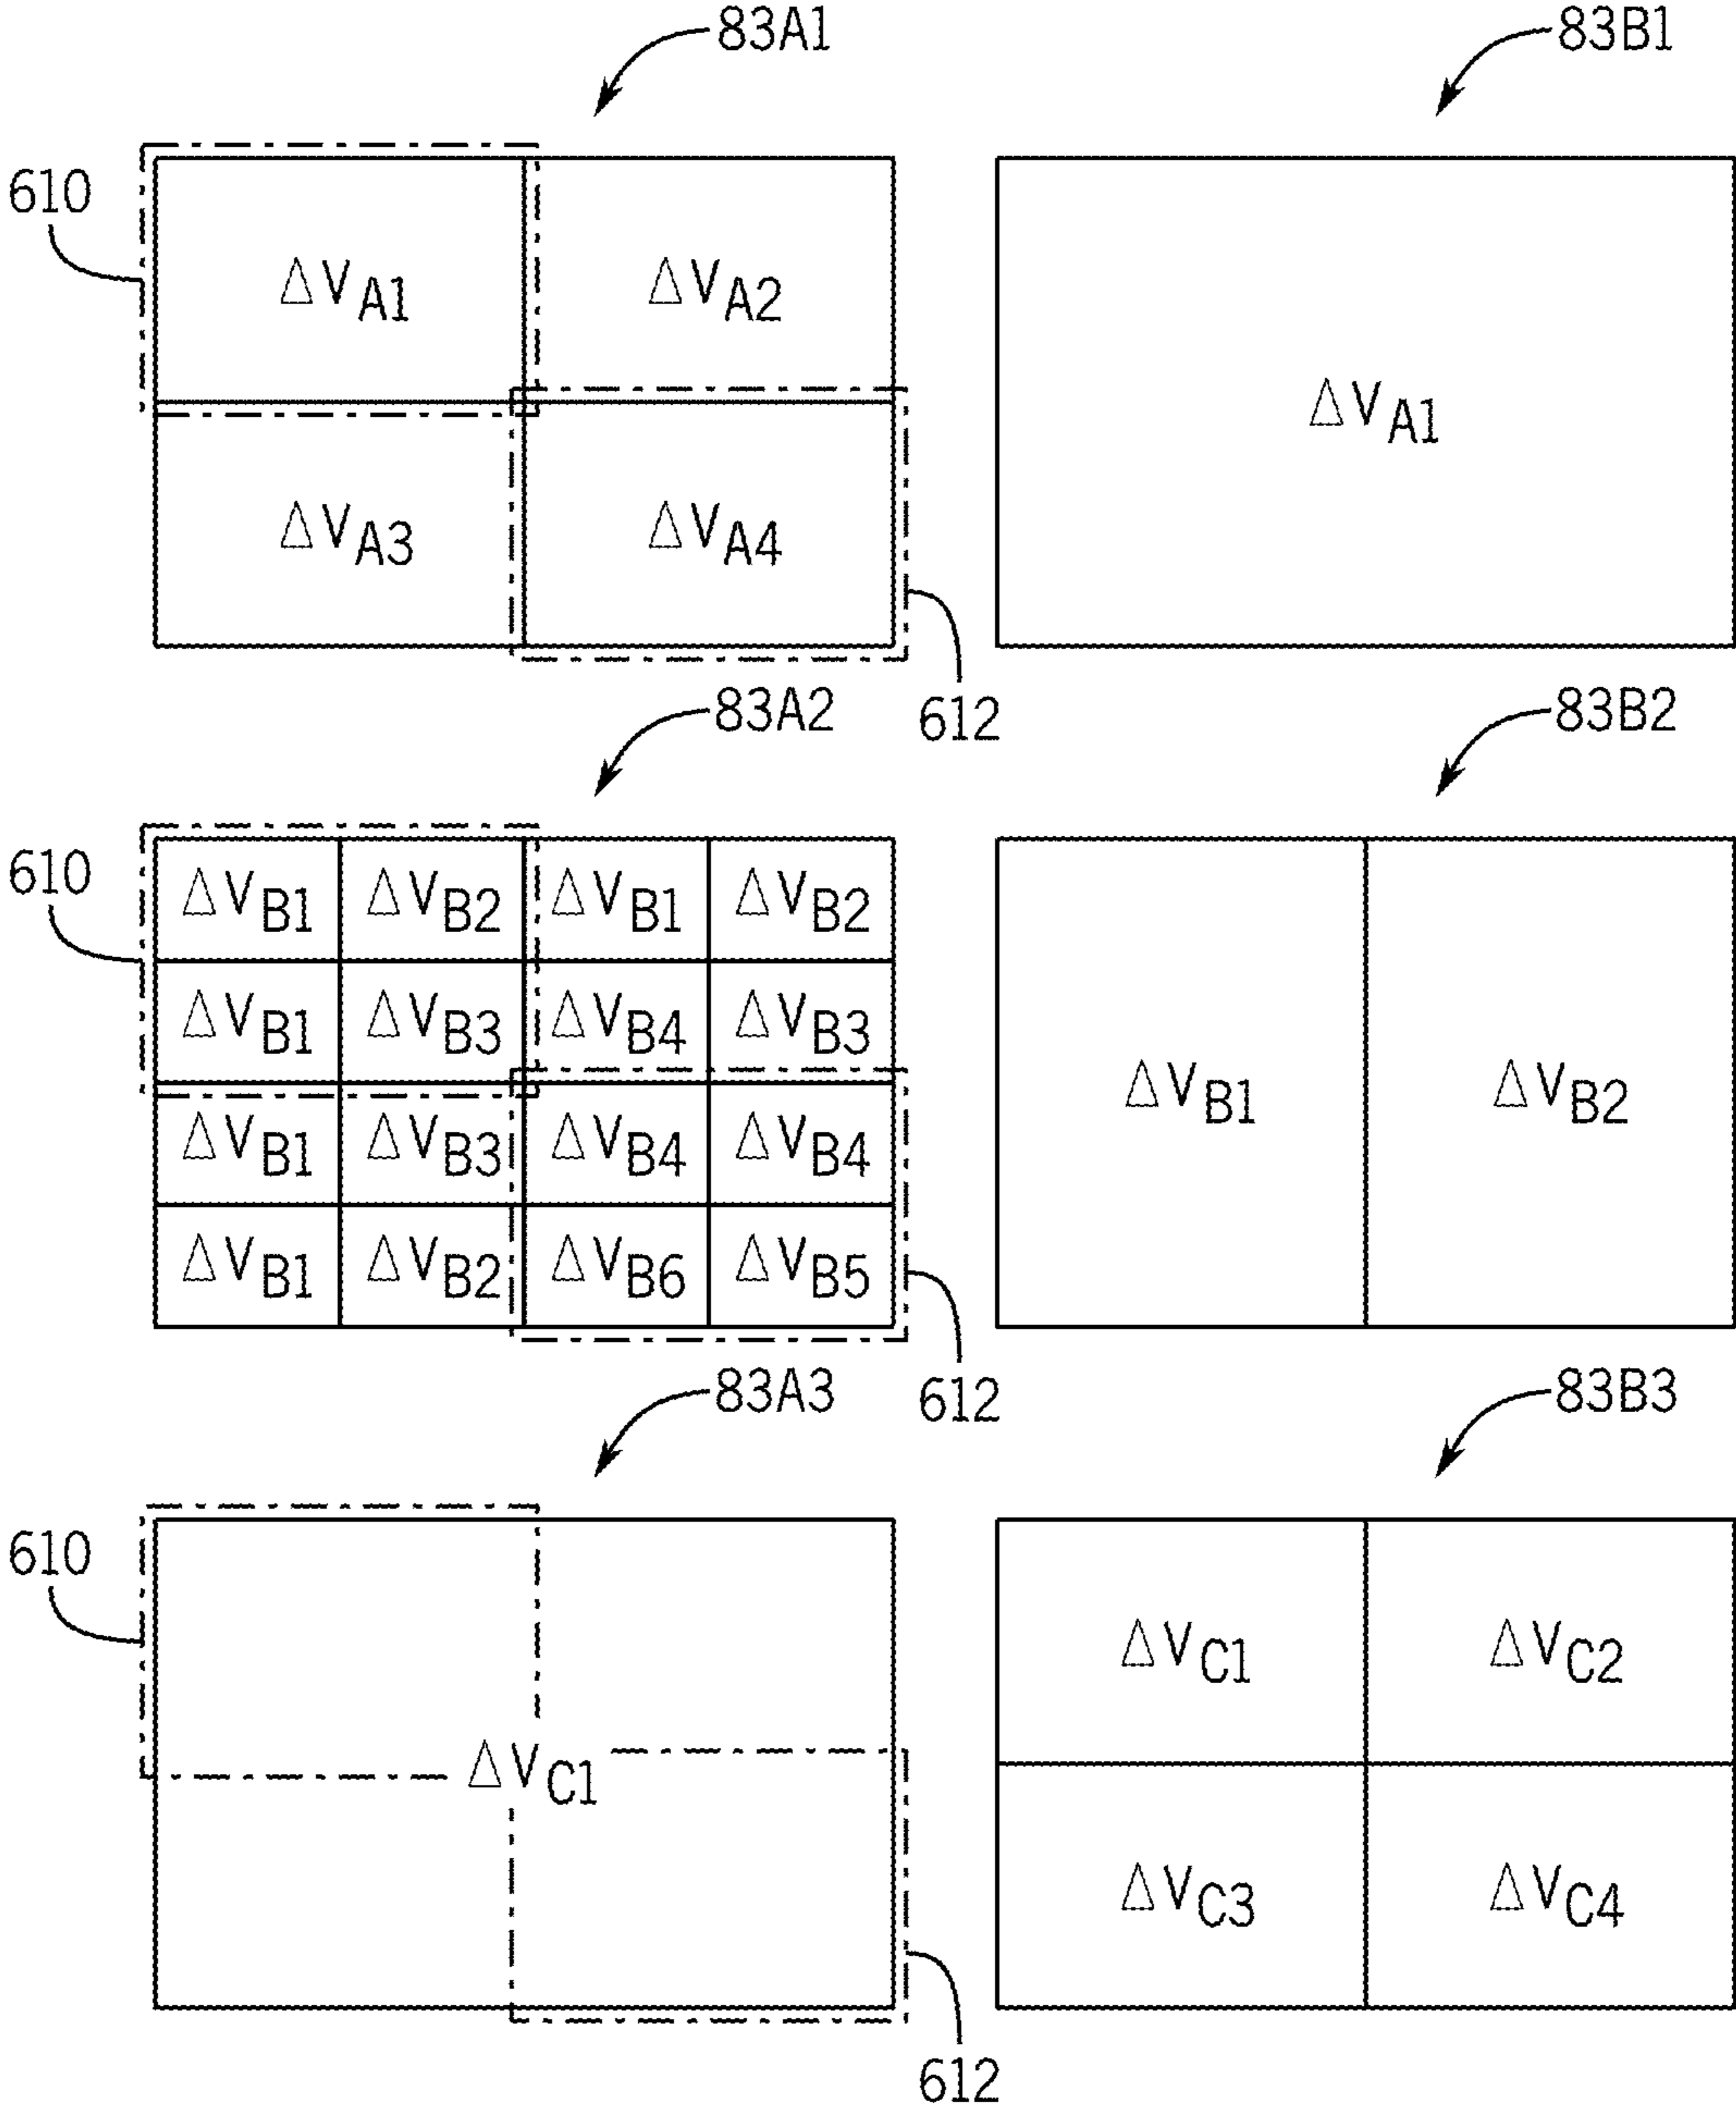 83A1 83B1
610
ΔVA1 ΔVA2
ΔVA1
ΔVA3 ΔVA4
612
83A2 83B2
610
ΔVB1 ΔVB2 ΔVB1 ΔVB2
ΔVB1 ΔVB3 ΔVB4 ΔVB3
ΔVB1 ΔVB2
ΔVB1 ΔVB3 ΔVB4 ΔVB4
ΔVB1 ΔVB2 ΔVB6 ΔVB5
612
83A3 83B3
610
ΔVC1 ΔVC2
ΔVC1
ΔVC3 ΔVC4
612